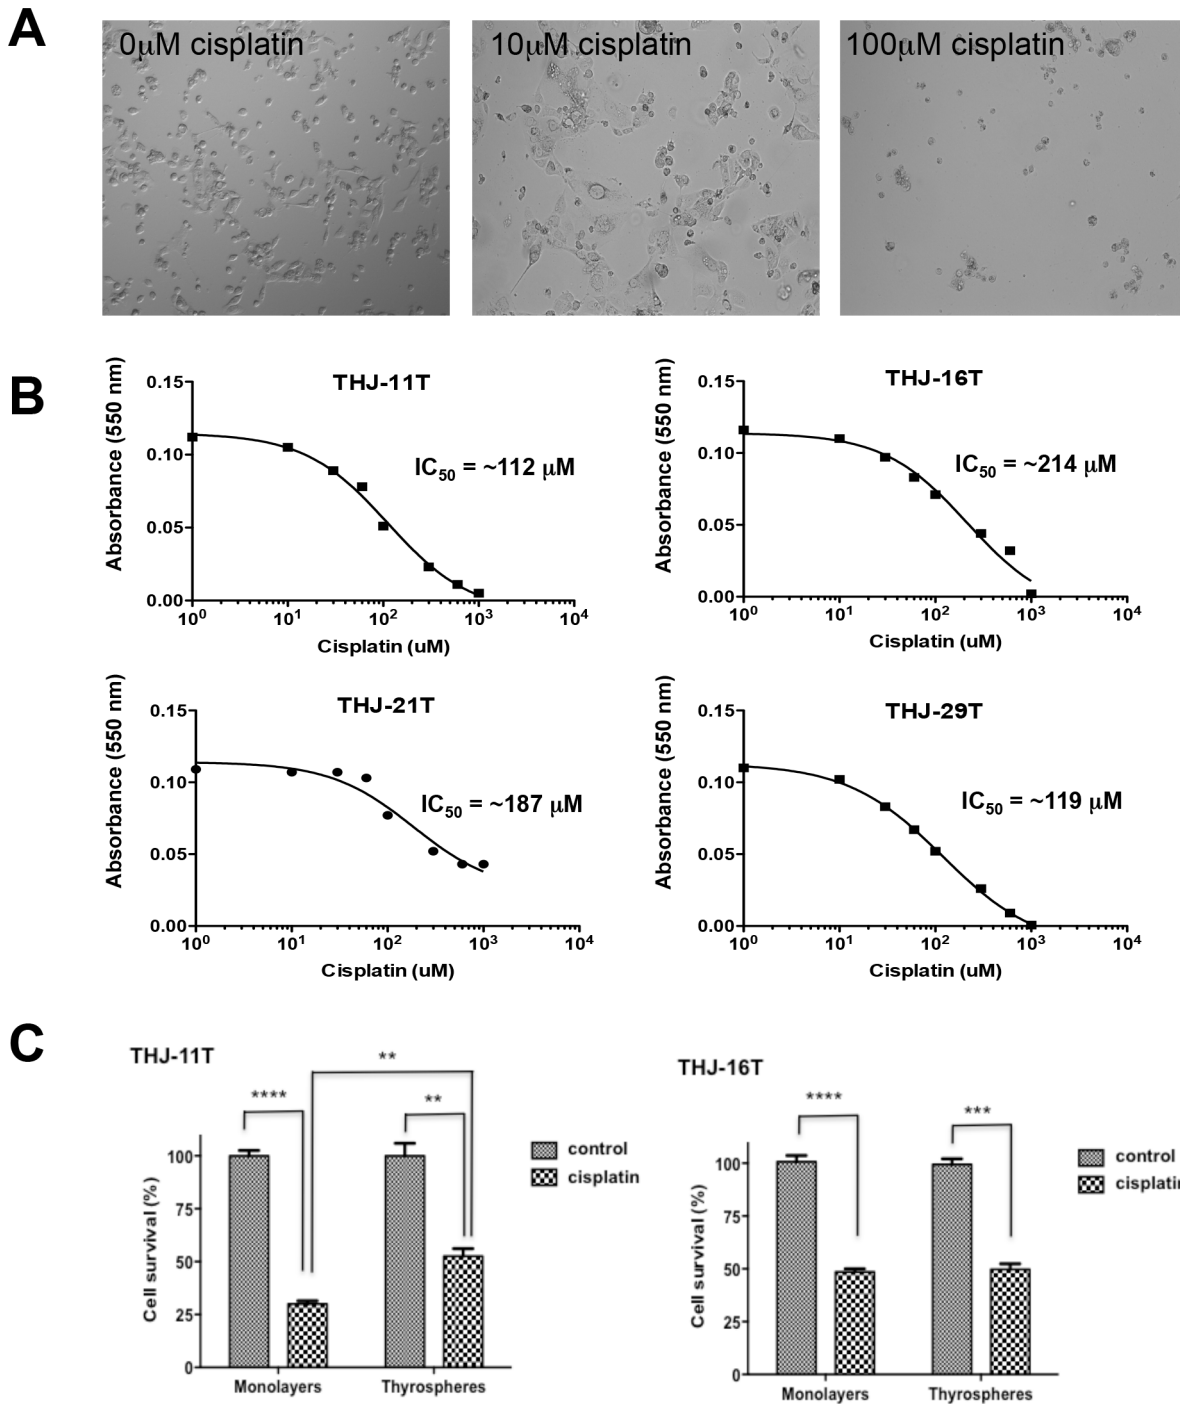 A
0μM cisplatin
10μM cisplatin
100μM cisplatin
B
THJ-11T
Absorbance (550 nm)
0.15
0.10
0.05
0.00
IC50 = ~112 μM
10^0 10^1 10^2 10^3 10^4
Cisplatin (uM)
THJ-16T
Absorbance (550 nm)
0.15
0.10
0.05
0.00
IC50 = ~214 μM
10^0 10^1 10^2 10^3 10^4
Cisplatin (uM)
THJ-21T
Absorbance (550 nm)
0.15
0.10
0.05
0.00
IC50 = ~187 μM
10^0 10^1 10^2 10^3 10^4
Cisplatin (uM)
THJ-29T
Absorbance (550 nm)
0.15
0.10
0.05
0.00
IC50 = ~119 μM
10^0 10^1 10^2 10^3 10^4
Cisplatin (uM)
C
THJ-11T
**
****
**
Cell survival (%)
100
75
50
25
0
Monolayers Thyrospheres
control
cisplatin
THJ-16T
****
***
Cell survival (%)
100
75
50
25
0
Monolayers Thyrospheres
control
cisplatin